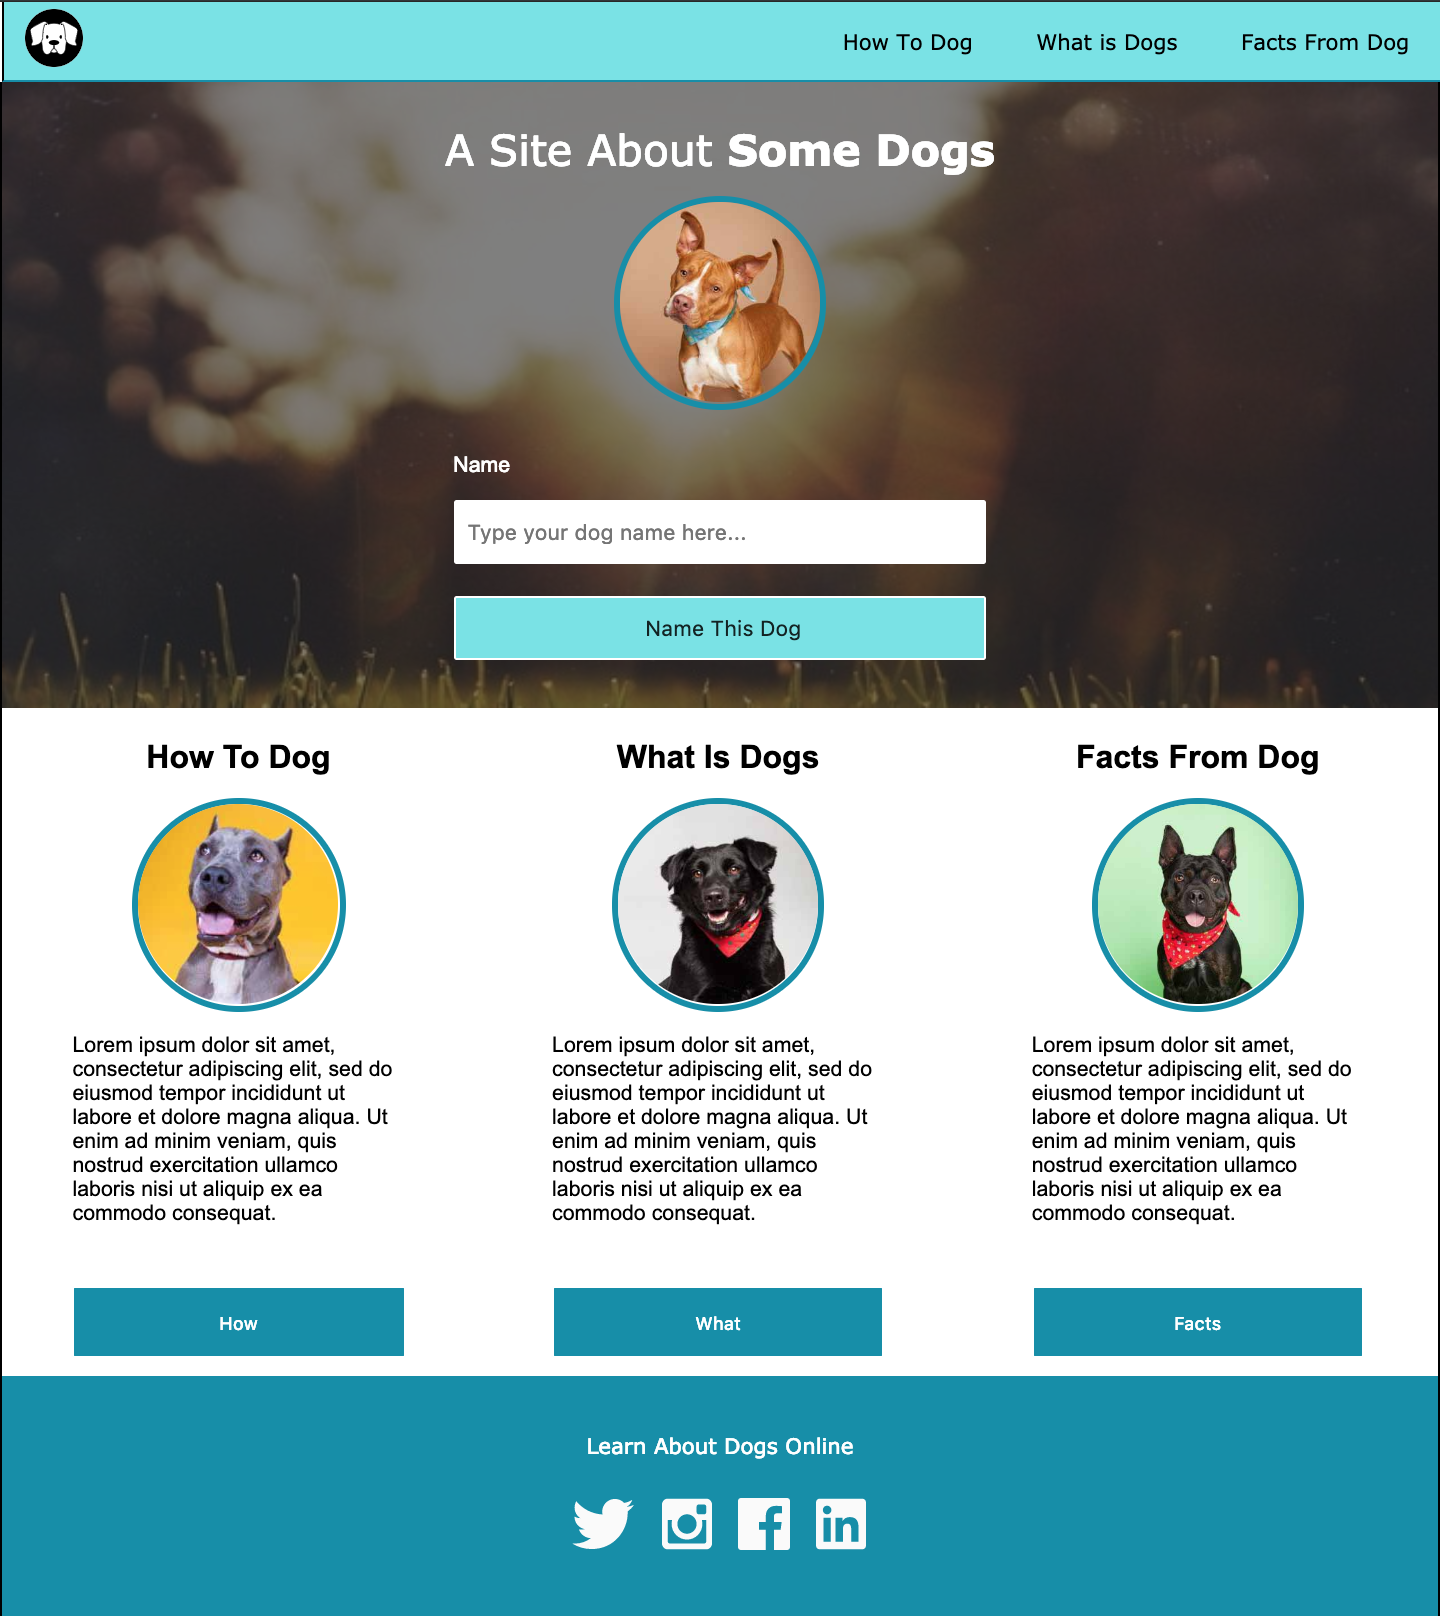 How To Dog
What is Dogs
Facts From Dog
A Site About Some Dogs
Name
Type your dog name here...
Name This Dog
How To Dog
Lorem ipsum dolor sit amet,
consectetur adipiscing elit, sed do
eiusmod tempor incididunt ut
labore et dolore magna aliqua. Ut
enim ad minim veniam, quis
nostrud exercitation ullamco
laboris nisi ut aliquip ex ea
commodo consequat.
How
What Is Dogs
Lorem ipsum dolor sit amet,
consectetur adipiscing elit, sed do
eiusmod tempor incididunt ut
labore et dolore magna aliqua. Ut
enim ad minim veniam, quis
nostrud exercitation ullamco
laboris nisi ut aliquip ex ea
commodo consequat.
What
Facts From Dog
Lorem ipsum dolor sit amet,
consectetur adipiscing elit, sed do
eiusmod tempor incididunt ut
labore et dolore magna aliqua. Ut
enim ad minim veniam, quis
nostrud exercitation ullamco
laboris nisi ut aliquip ex ea
commodo consequat.
Facts
Learn About Dogs Online